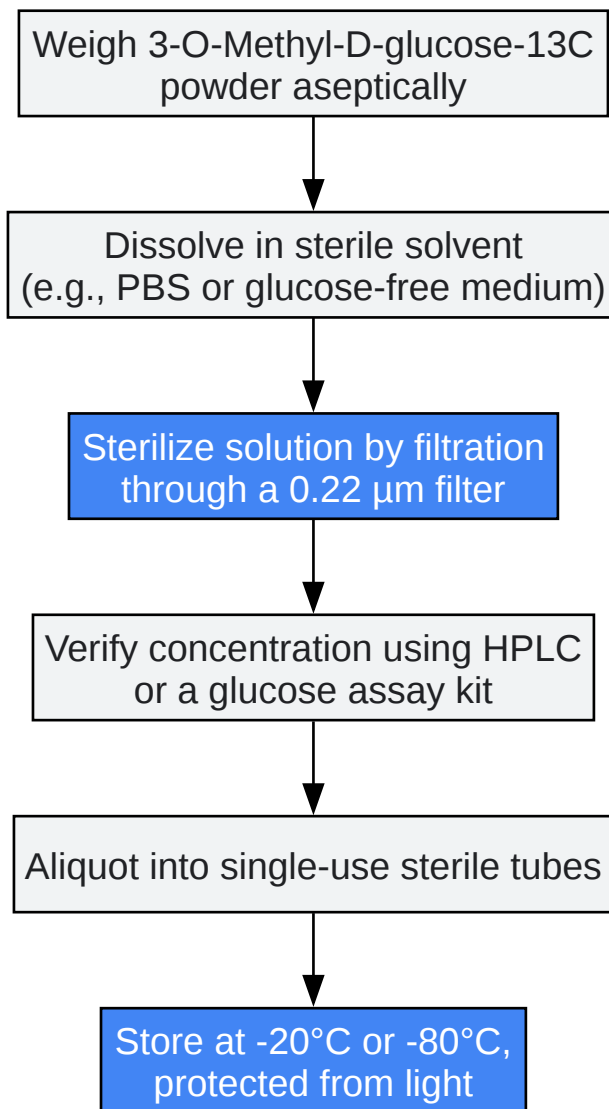 Weigh 3-O-Methyl-D-glucose-13C
powder aseptically
Dissolve in sterile solvent
(e.g., PBS or glucose-free medium)
Sterilize solution by filtration
through a 0.22 µm filter
Verify concentration using HPLC
or a glucose assay kit
Aliquot into single-use sterile tubes
Store at -20°C or -80°C,
protected from light